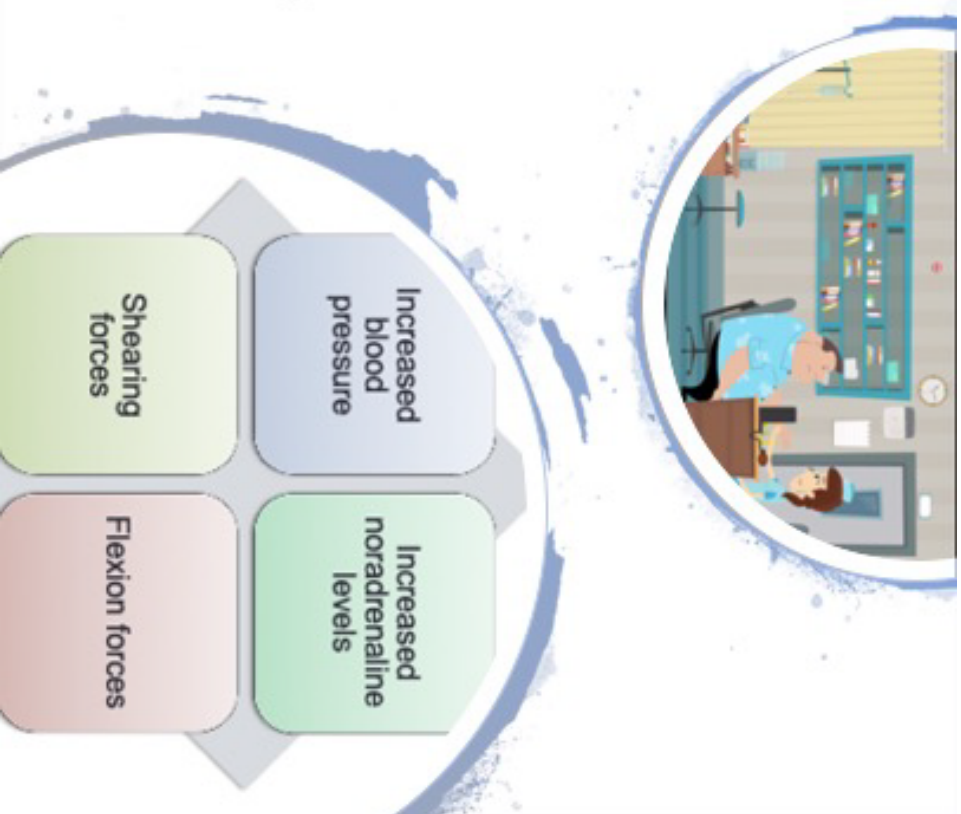 Increased
blood
pressure
Increased
noradrenaline
levels
Shearing
forces
Flexion forces